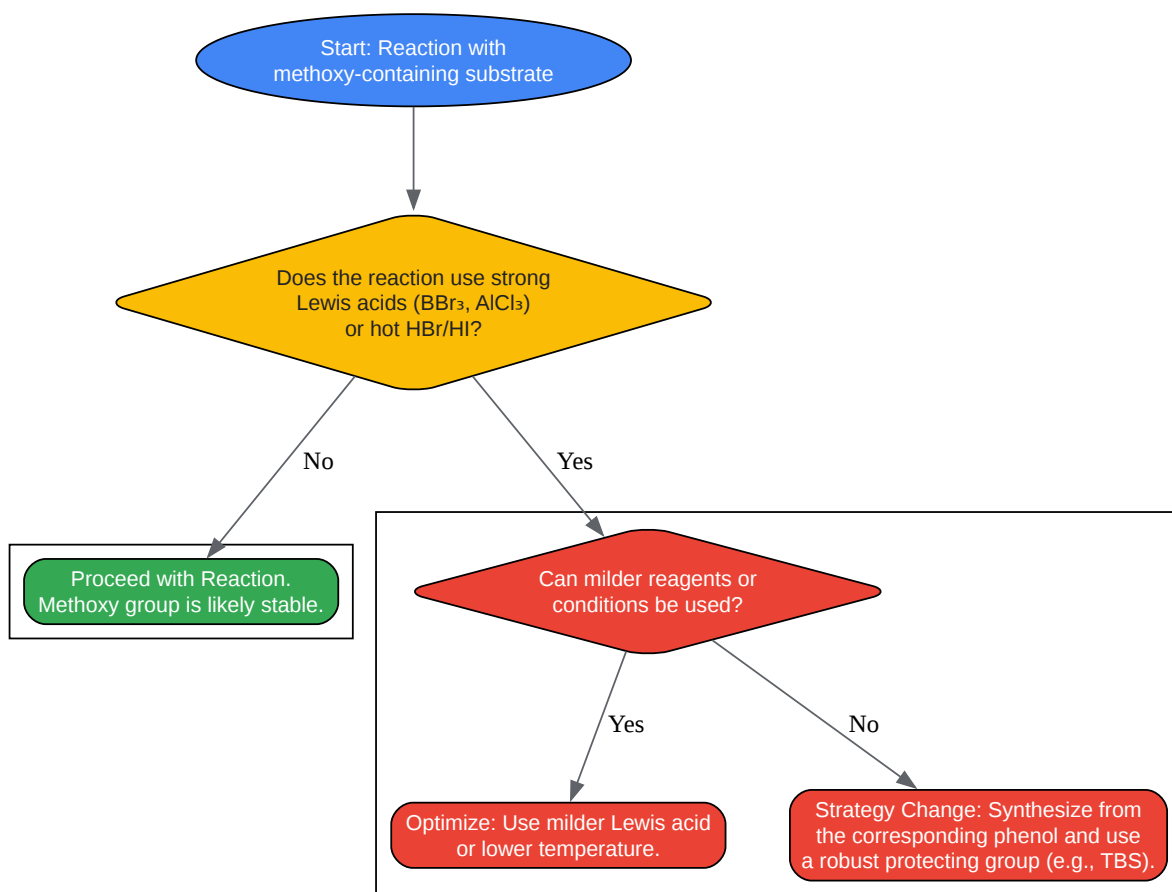 Start: Reaction with
methoxy-containing substrate
Does the reaction use strong
Lewis acids (BBr₃, AlCl₃)
or hot HBr/HI?
No
Yes
Proceed with Reaction.
Methoxy group is likely stable.
Can milder reagents or
conditions be used?
Yes
No
Optimize: Use milder Lewis acid
or lower temperature.
Strategy Change: Synthesize from
the corresponding phenol and use
a robust protecting group (e.g., TBS).